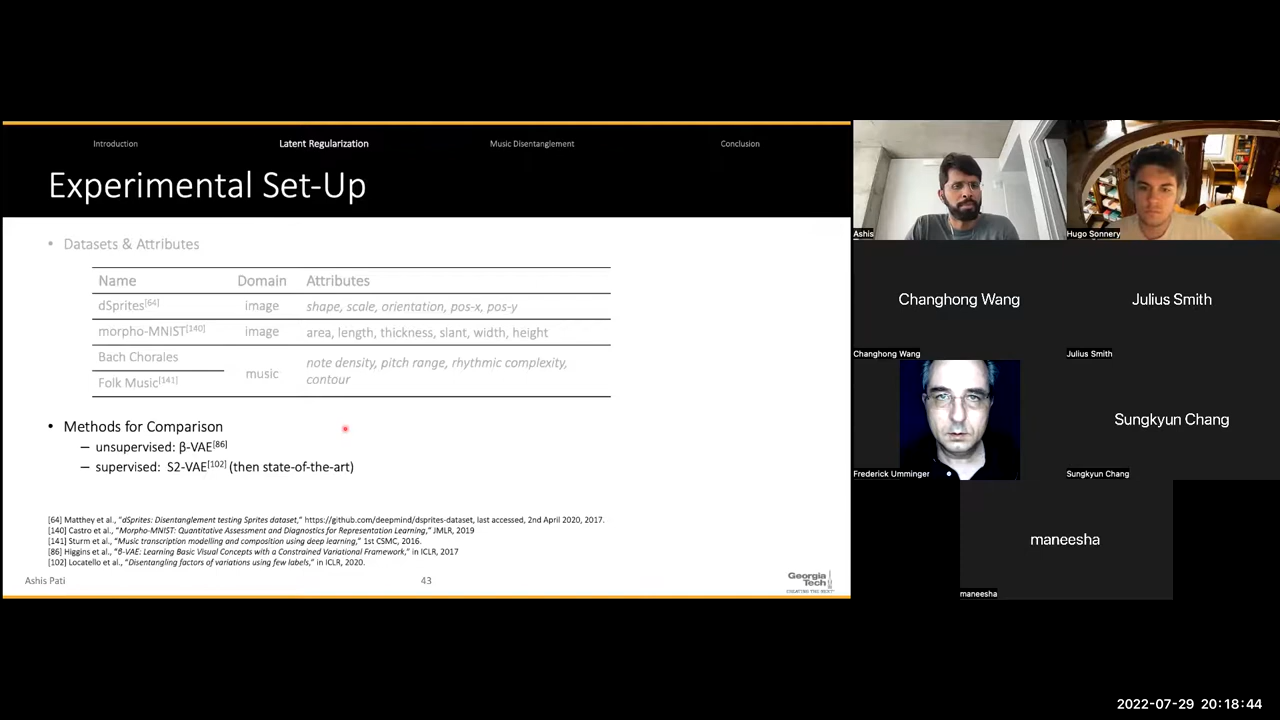 Introduction
Latent Regularization
Music Disentanglement
Conclusion
Experimental Set-Up
• Datasets & Attributes
Name Domain Attributes
dSprites[64] image shape, scale, orientation, pos-x, pos-y
morpho-MNIST[140] image area, length, thickness, slant, width, height
Bach Chorales
Folk Music[141]
music
note density, pitch range, rhythmic complexity,
contour
• Methods for Comparison
– unsupervised: β-VAE[86]
– supervised: S2-VAE[102] (then state-of-the-art)
[64] Matthey et al., “dSprites: Disentanglement testing Sprites dataset,” https://github.com/deepmind/dsprites-dataset, last accessed, 2nd April 2020, 2017.
[140] Castro et al., “Morpho-MNIST: Quantitative Assessment and Diagnostics for Representation Learning,” JMLR, 2019
[141] Sturm et al., “Music transcription modelling and composition using deep learning,” 1st CSMC, 2016.
[86] Higgins et al., “β-VAE: Learning Basic Visual Concepts with a Constrained Variational Framework,” in ICLR, 2017
[102] Locatello et al., “Disentangling factors of variations using few labels,” in ICLR, 2020.
Ashis Pati
43
Georgia
Tech
CREATING THE NEXT
Ashis
Hugo Sonnery
Changhong Wang
Changhong Wang
Julius Smith
Julius Smith
Frederick Umminger
Sungkyun Chang
Sungkyun Chang
maneesha
maneesha
2022-07-29 20:18:44